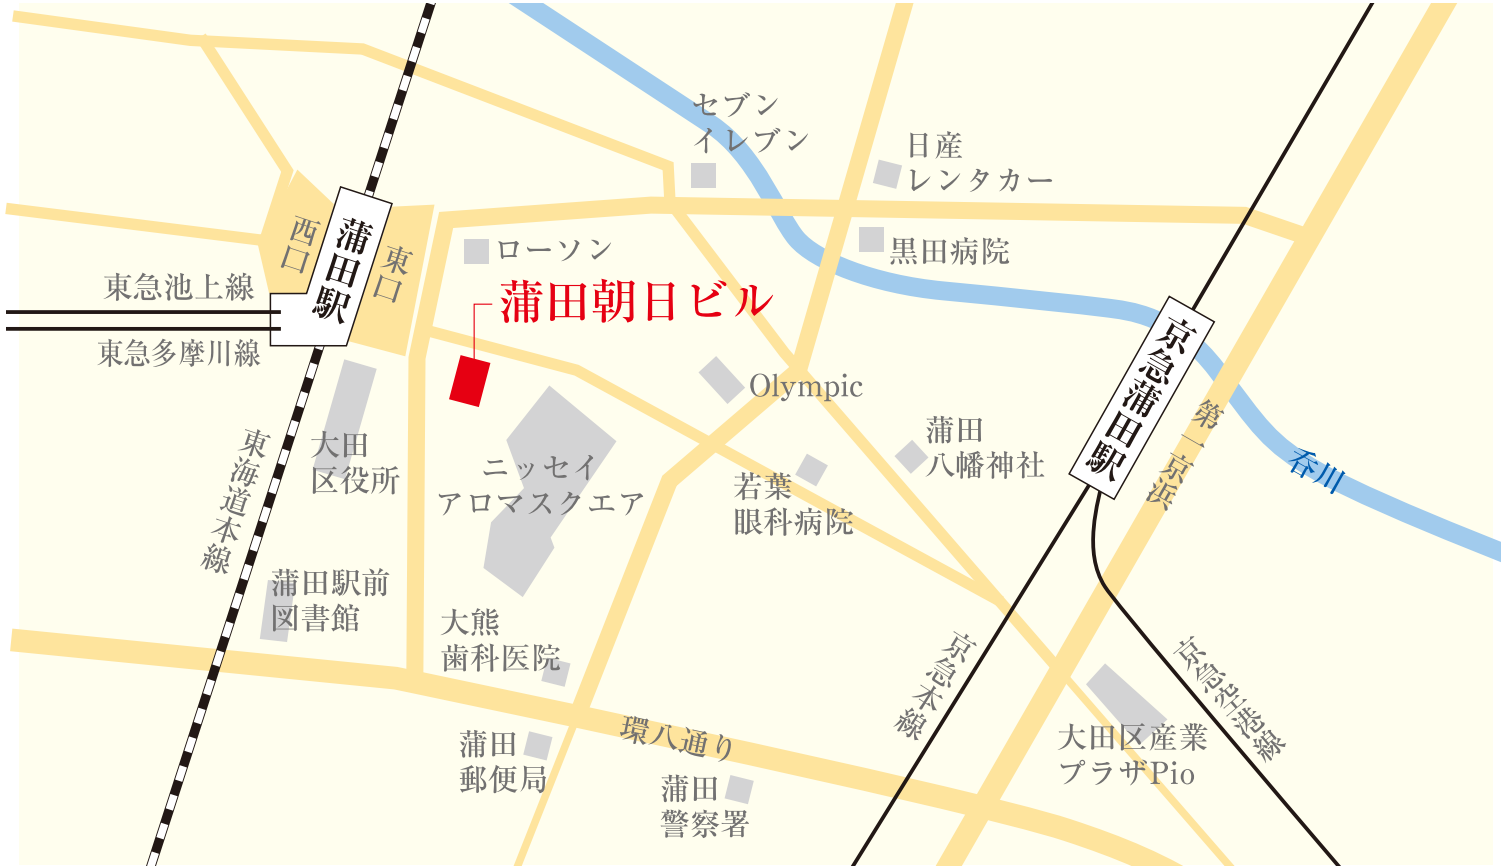 セブン
イレブン
日産
レンタカー
西口
蒲田駅
東口
ローソン
黒田病院
東急池上線
蒲田朝日ビル
東急多摩川線
京急蒲田駅
Olympic
第一京浜
大田
区役所
蒲田
八幡神社
東海道本線
ニッセイ
アロマスクエア
若葉
眼科病院
呑川
蒲田駅前
図書館
大熊
歯科医院
京急本線
京急空港線
環八通り
蒲田
郵便局
大田区産業
プラザPio
蒲田
警察署